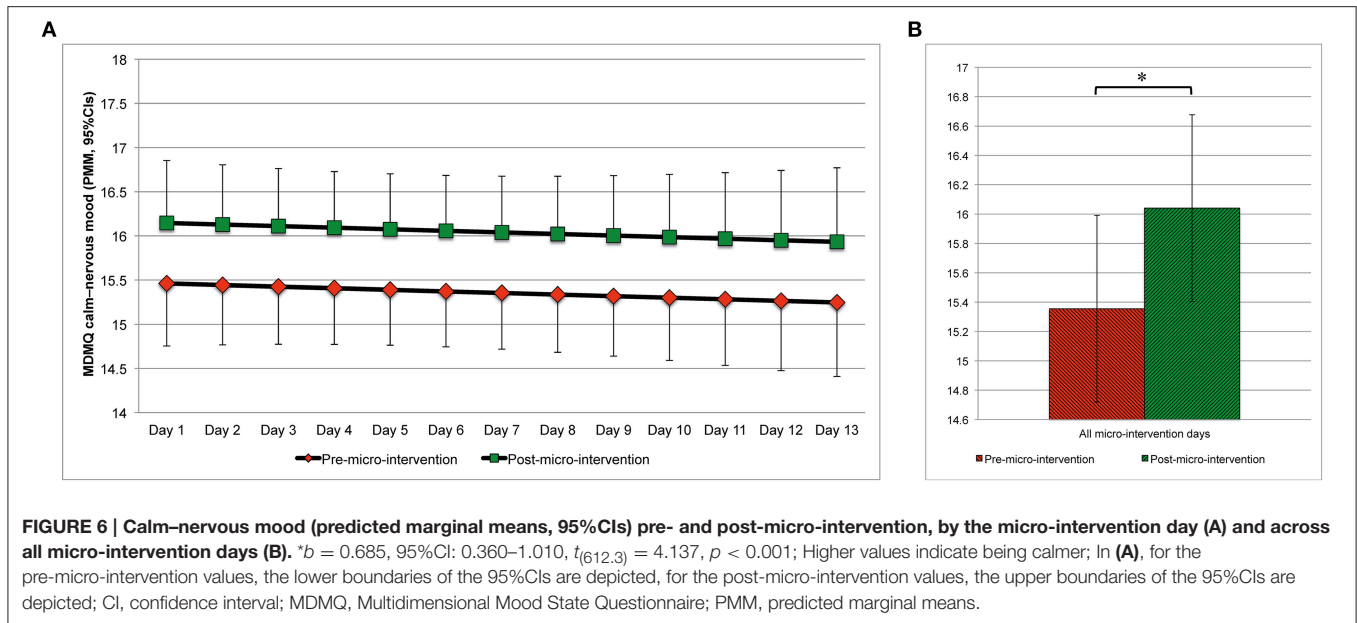 A
MDMQ calm–nervous mood (PMM, 95%CIs)
18
17.5
17
16.5
16
15.5
15
14.5
14
Day 1 Day 2 Day 3 Day 4 Day 5 Day 6 Day 7 Day 8 Day 9 Day 10 Day 11 Day 12 Day 13
Pre-micro-intervention Post-micro-intervention
B
17
16.8
16.6
16.4
16.2
16
15.8
15.6
15.4
15.2
15
14.8
14.6
*
All micro-intervention days
Pre-micro-intervention Post-micro-intervention
FIGURE 6 | Calm–nervous mood (predicted marginal means, 95%CIs) pre- and post-micro-intervention, by the micro-intervention day (A) and across
all micro-intervention days (B). *b = 0.685, 95%CI: 0.360–1.010, t(612.3) = 4.137, p < 0.001; Higher values indicate being calmer; In (A), for the
pre-micro-intervention values, the lower boundaries of the 95%CIs are depicted, for the post-micro-intervention values, the upper boundaries of the 95%CIs are
depicted; CI, confidence interval; MDMQ, Multidimensional Mood State Questionnaire; PMM, predicted marginal means.